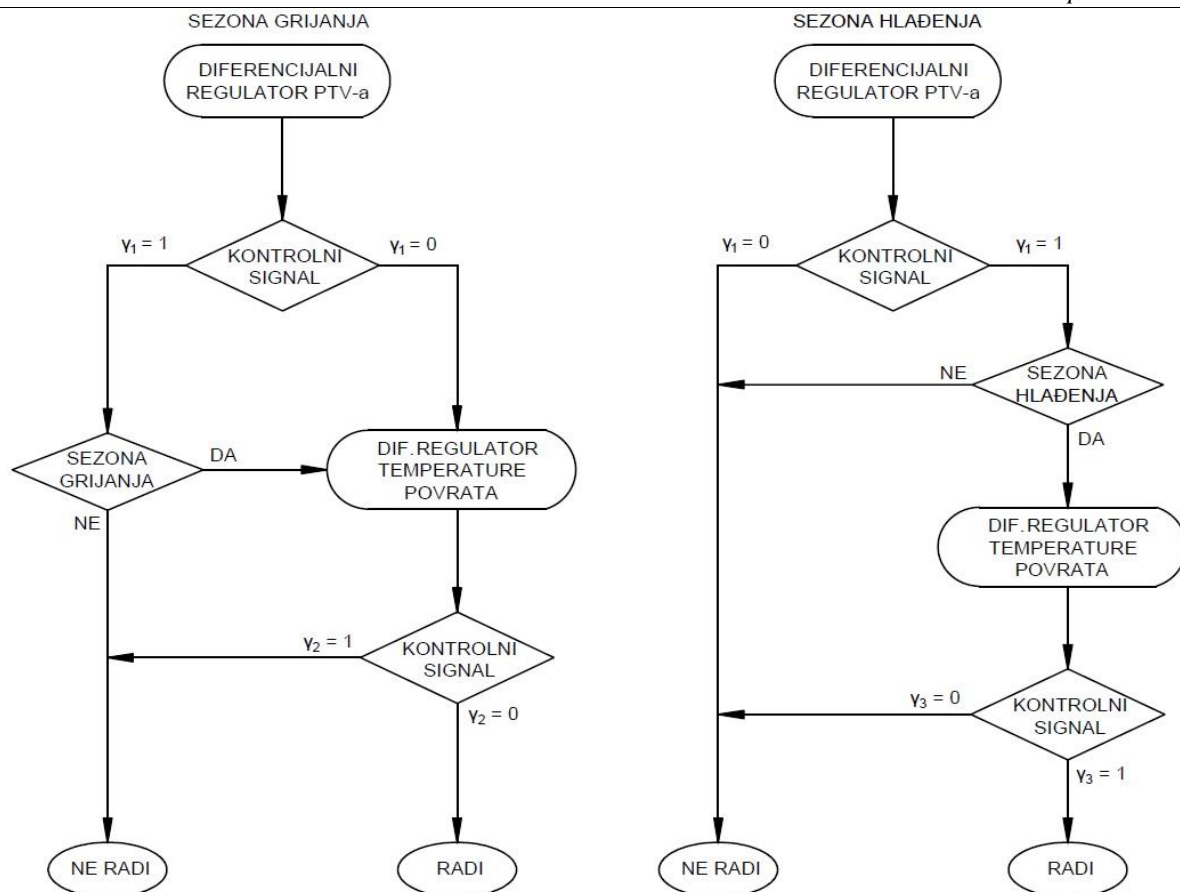 SEZONA GRIJANJA
DIFERENCIJALNI
REGULATOR PTV-a
γ₁ = 1
γ₁ = 0
KONTROLNI
SIGNAL
SEZONA
GRIJANJA
DA
NE
DIF.REGULATOR
TEMPERATURE
POVRATA
γ₂ = 1
KONTROLNI
SIGNAL
γ₂ = 0
NE RADI
RADI
SEZONA HLAĐENJA
DIFERENCIJALNI
REGULATOR PTV-a
γ₁ = 0
γ₁ = 1
KONTROLNI
SIGNAL
NE
SEZONA
HLAĐENJA
DA
DIF.REGULATOR
TEMPERATURE
POVRATA
γ₃ = 0
KONTROLNI
SIGNAL
γ₃ = 1
NE RADI
RADI